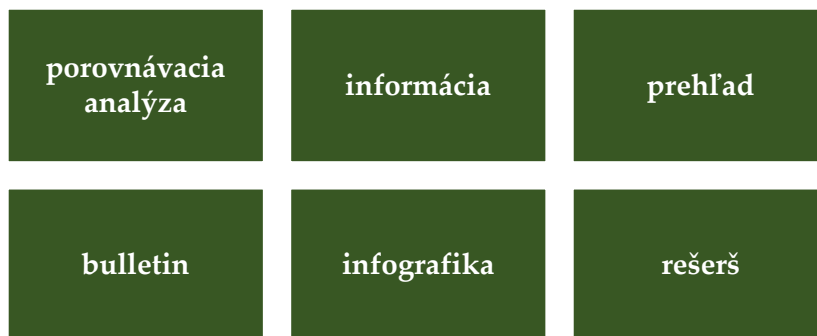 porovnávacia
analýza
informácia
prehľad
bulletin
infografika
rešerš